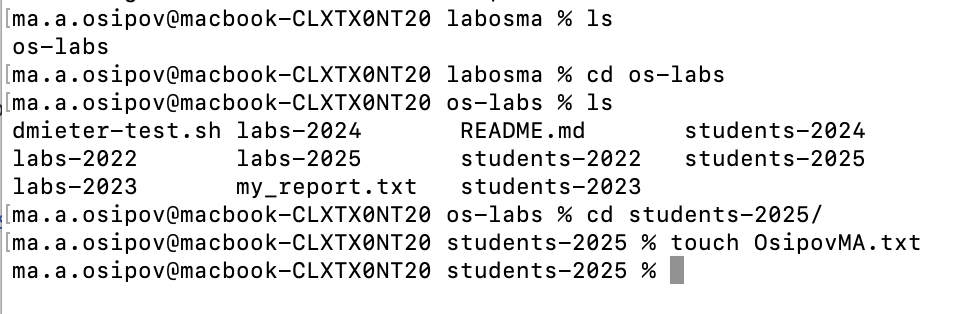 [ma.a.osipov@macbook-CLXTX0NT20 labosma % ls
os-labs
[ma.a.osipov@macbook-CLXTX0NT20 labosma % cd os-labs
[ma.a.osipov@macbook-CLXTX0NT20 os-labs % ls
dmieter-test.sh labs-2024 README.md students-2024
labs-2022 labs-2025 students-2022 students-2025
labs-2023 my_report.txt students-2023
[ma.a.osipov@macbook-CLXTX0NT20 os-labs % cd students-2025/
[ma.a.osipov@macbook-CLXTX0NT20 students-2025 % touch OsipovMA.txt
ma.a.osipov@macbook-CLXTX0NT20 students-2025 %